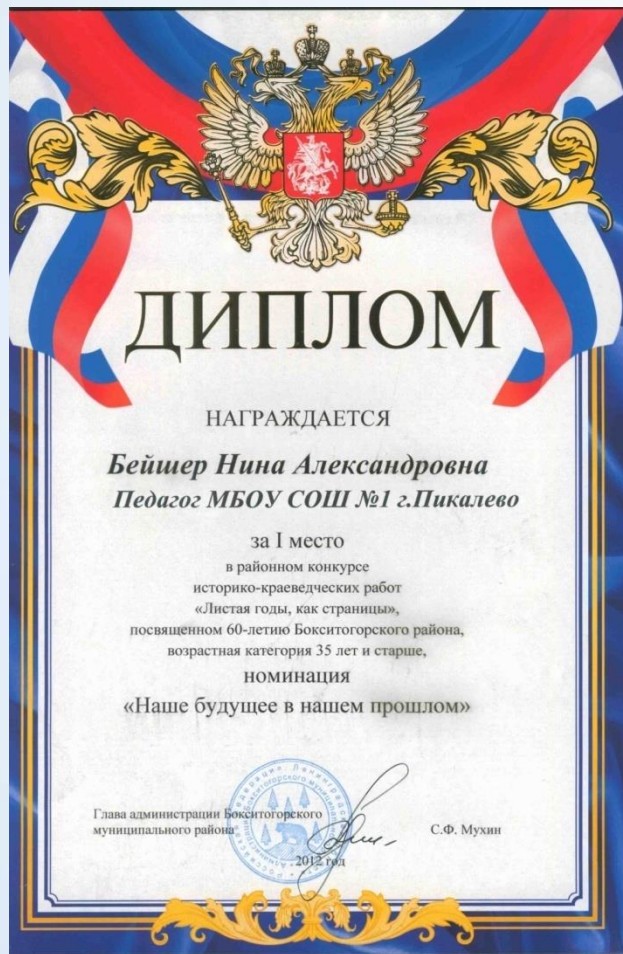 ДИПЛОМ
НАГРАЖДАЕТСЯ
Бейшер Нина Александровна
Педагог МБОУ СОШ №1 г.Пикалево
за I место
в районном конкурсе
историко-краеведческих работ
«Листая годы, как страницы»,
посвященном 60-летию Бокситогорского района,
возрастная категория 35 лет и старше,
номинация
«Наше будущее в нашем прошлом»
Глава администрации Бокситогорского
муниципального района
С.Ф. Мухин
2012 год